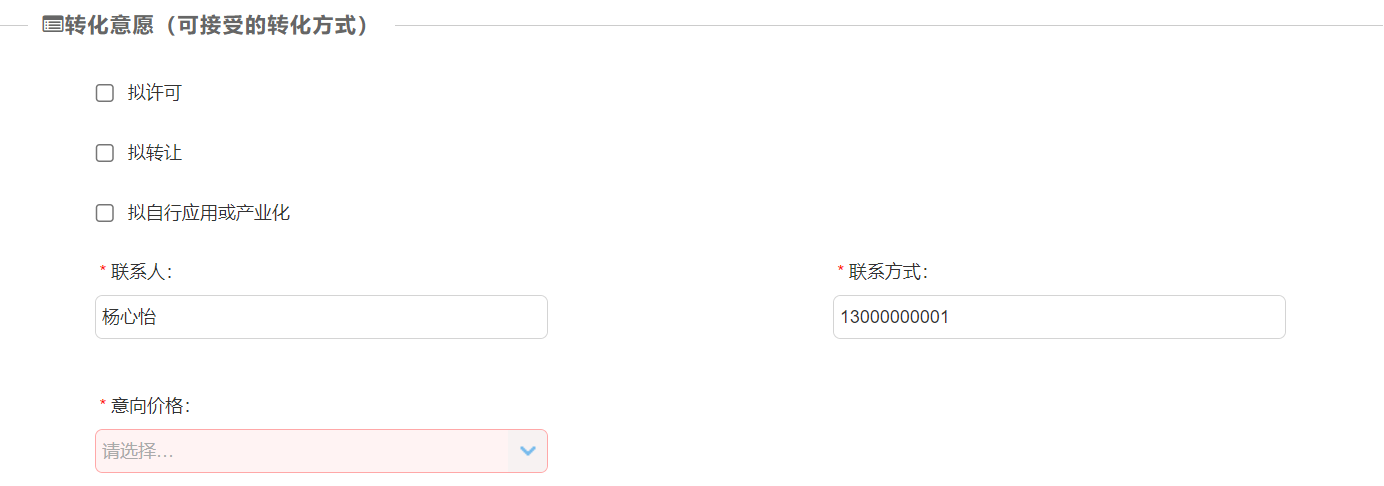 转化意愿（可接受的转化方式）
拟许可
拟转让
拟自行应用或产业化
* 联系人：
* 联系方式：
杨心怡
13000000001
* 意向价格：
请选择...